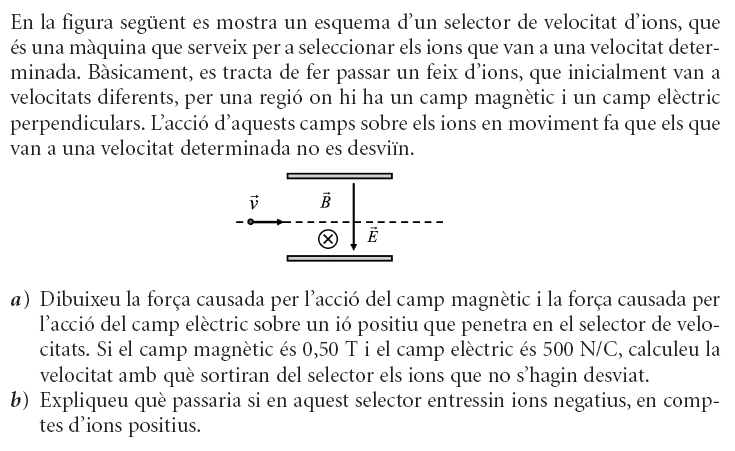 En la figura següent es mostra un esquema d’un selector de velocitat d’ions, que
és una màquina que serveix per a seleccionar els ions que van a una velocitat deter-
minada. Bàsicament, es tracta de fer passar un feix d’ions, que inicialment van a
velocitats diferents, per una regió on hi ha un camp magnètic i un camp elèctric
perpendiculars. L’acció d’aquests camps sobre els ions en moviment fa que els que
van a una velocitat determinada no es desviïn.
v⃗
B⃗
E⃗
a) Dibuixeu la força causada per l’acció del camp magnètic i la força causada per
l’acció del camp elèctric sobre un ió positiu que penetra en el selector de velo-
citats. Si el camp magnètic és 0,50 T i el camp elèctric és 500 N/C, calculeu la
velocitat amb què sortiran del selector els ions que no s’hagin desviat.
b) Expliqueu què passaria si en aquest selector entressin ions negatius, en comp-
tes d’ions positius.